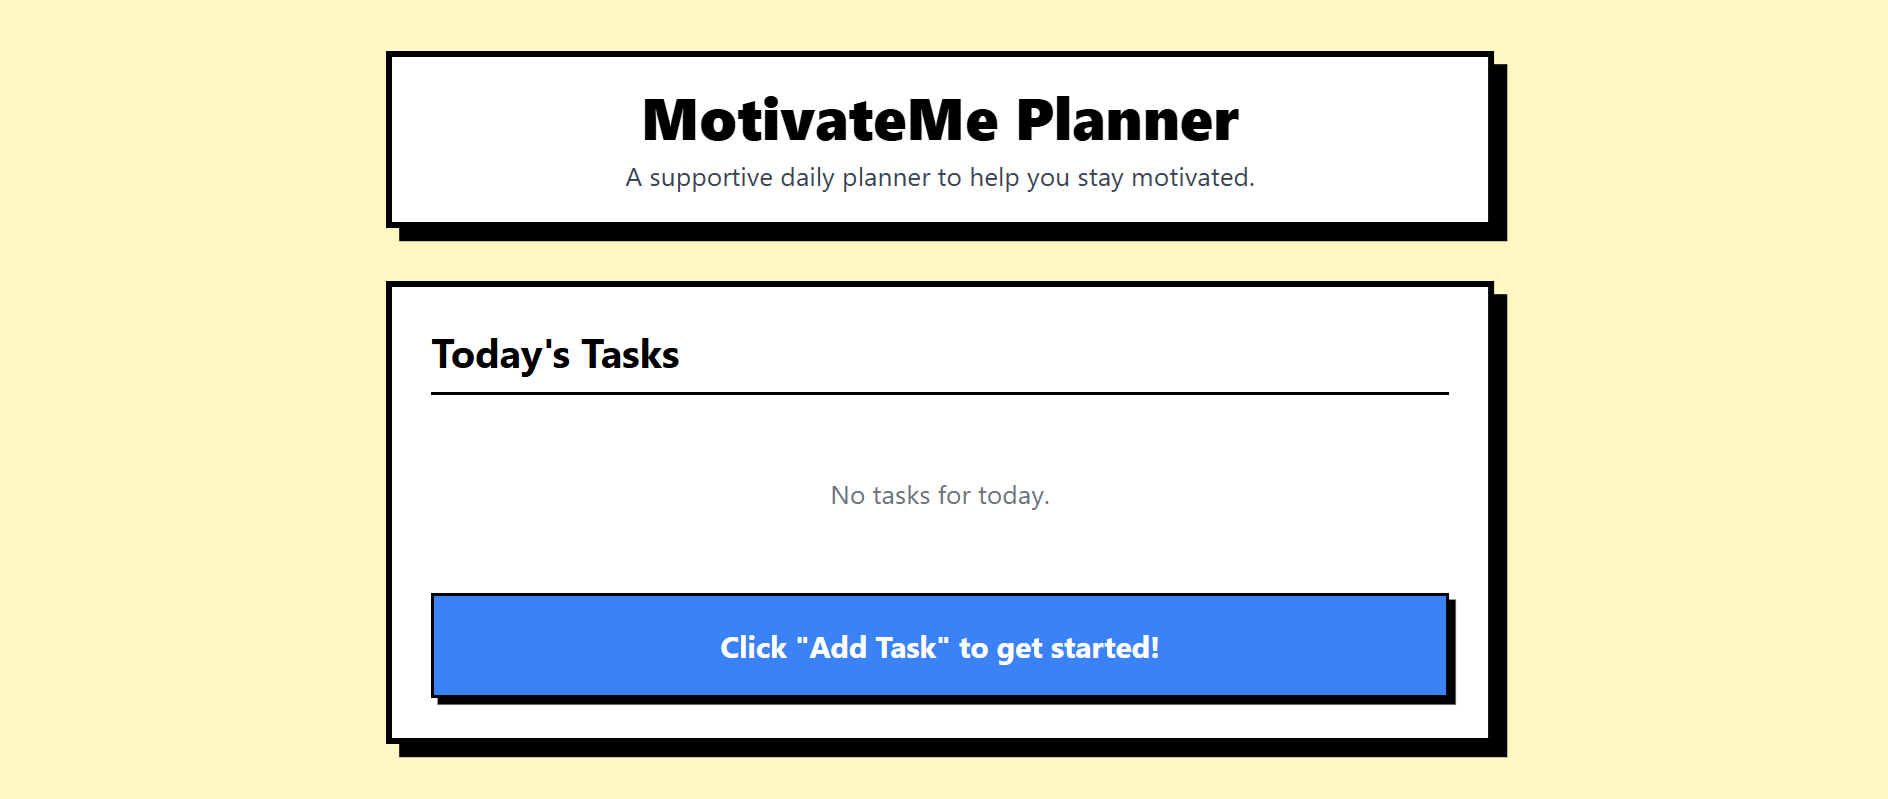 MotivateMe Planner
A supportive daily planner to help you stay motivated.
Today's Tasks
No tasks for today.
Click "Add Task" to get started!